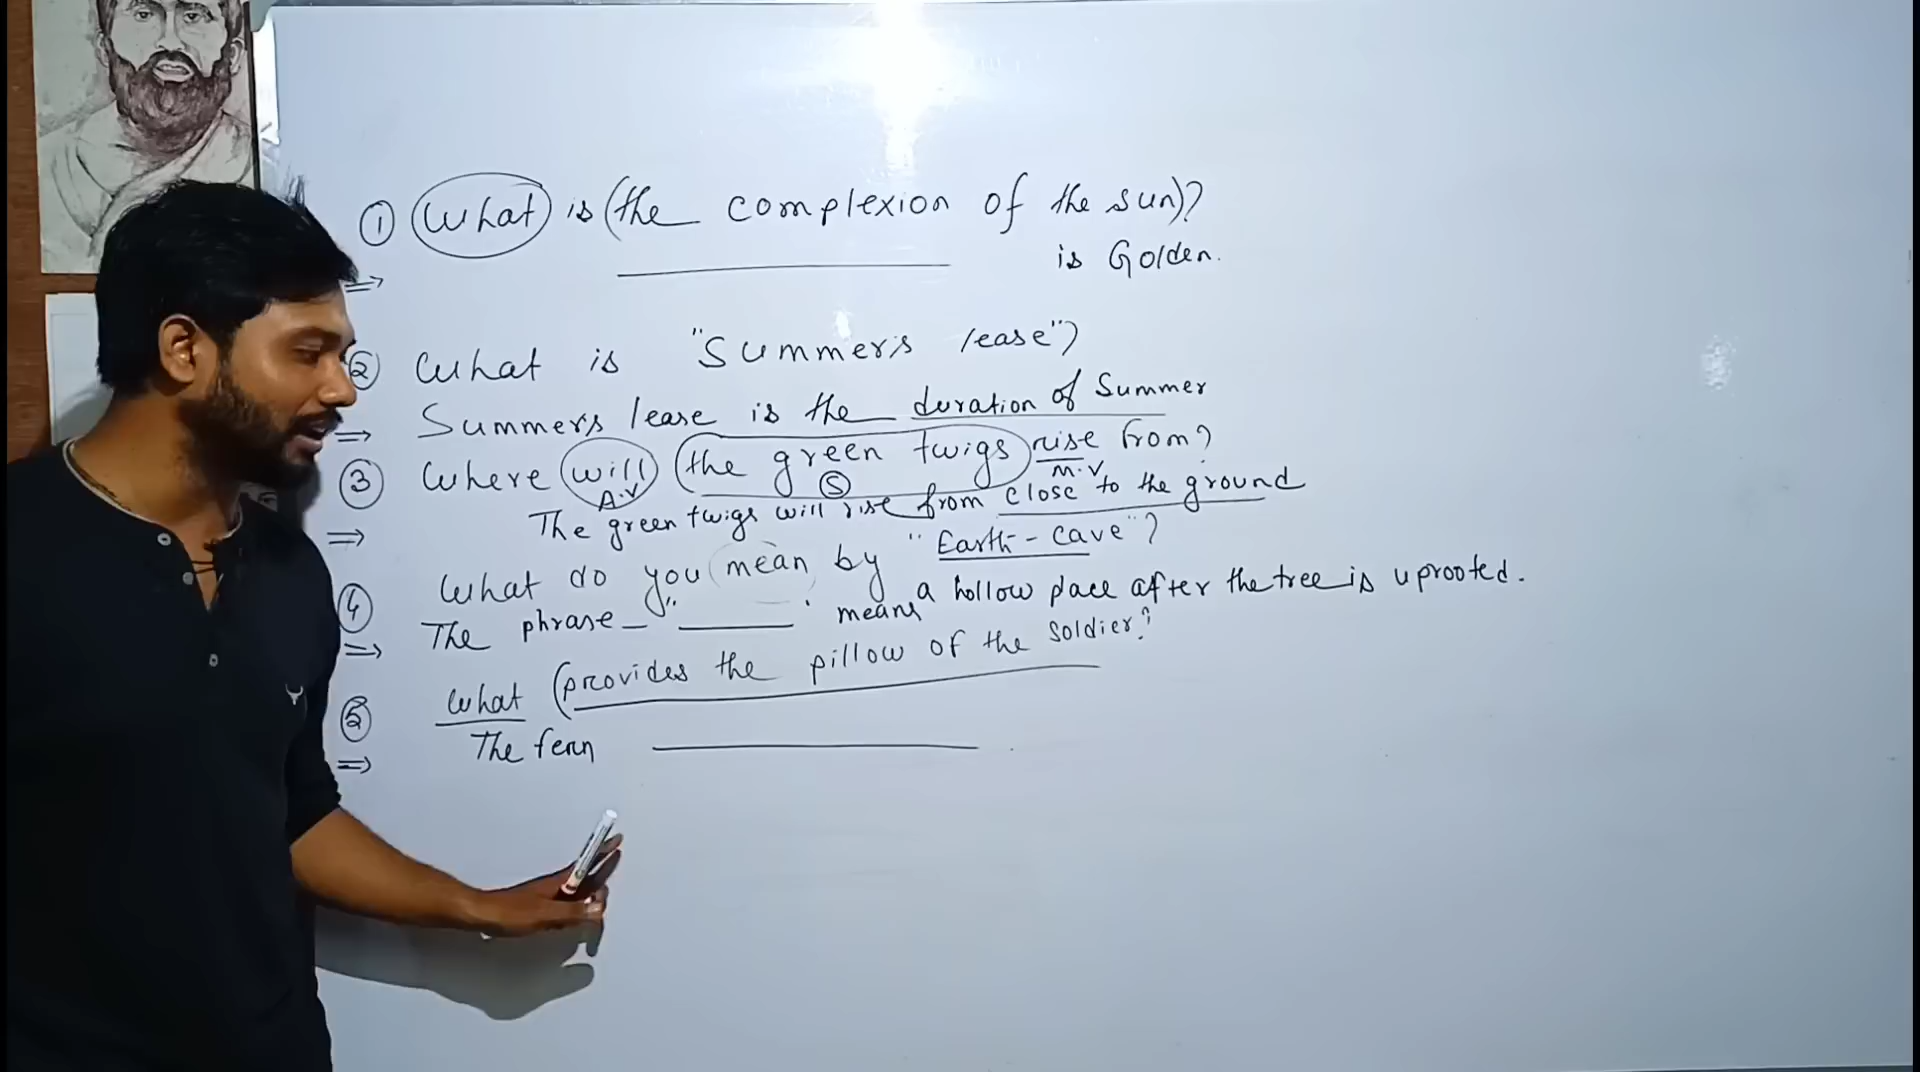 ① What is (the complexion of the sun)?
⇒ is Golden.
② What is "Summer's lease"?
⇒ Summer's lease is the duration of Summer
③ Where will (the green twigs) rise from?
A.V S M.V
⇒ The green twigs will rise from close to the ground
④ What do you mean by "Earth-cave"?
⇒ The phrase " " means a hollow place after the tree is uprooted.
⑤ What (provides the pillow of the soldier?
⇒ The fern